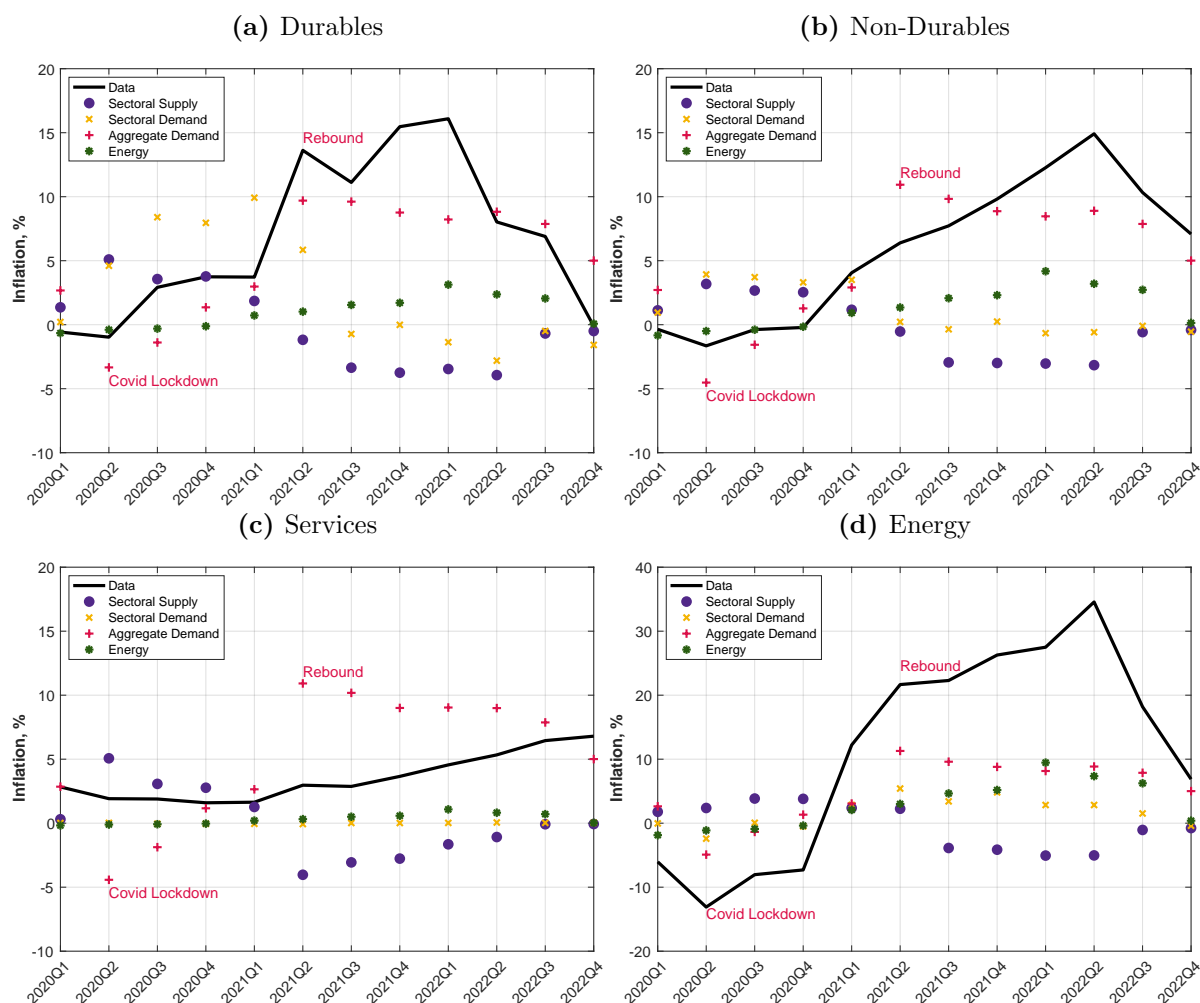 (a) Durables
Inflation, %
20
15
10
5
0
-5
-10
Data
Sectoral Supply
Sectoral Demand
Aggregate Demand
Energy
Rebound
Covid Lockdown
2020Q1
2020Q2
2020Q3
2020Q4
2021Q1
2021Q2
2021Q3
2021Q4
2022Q1
2022Q2
2022Q3
2022Q4
(b) Non-Durables
Inflation, %
20
15
10
5
0
-5
-10
Data
Sectoral Supply
Sectoral Demand
Aggregate Demand
Energy
Rebound
Covid Lockdown
2020Q1
2020Q2
2020Q3
2020Q4
2021Q1
2021Q2
2021Q3
2021Q4
2022Q1
2022Q2
2022Q3
2022Q4
(c) Services
Inflation, %
20
15
10
5
0
-5
-10
Data
Sectoral Supply
Sectoral Demand
Aggregate Demand
Energy
Rebound
Covid Lockdown
2020Q1
2020Q2
2020Q3
2020Q4
2021Q1
2021Q2
2021Q3
2021Q4
2022Q1
2022Q2
2022Q3
2022Q4
(d) Energy
Inflation, %
40
30
20
10
0
-10
-20
Data
Sectoral Supply
Sectoral Demand
Aggregate Demand
Energy
Rebound
Covid Lockdown
2020Q1
2020Q2
2020Q3
2020Q4
2021Q1
2021Q2
2021Q3
2021Q4
2022Q1
2022Q2
2022Q3
2022Q4